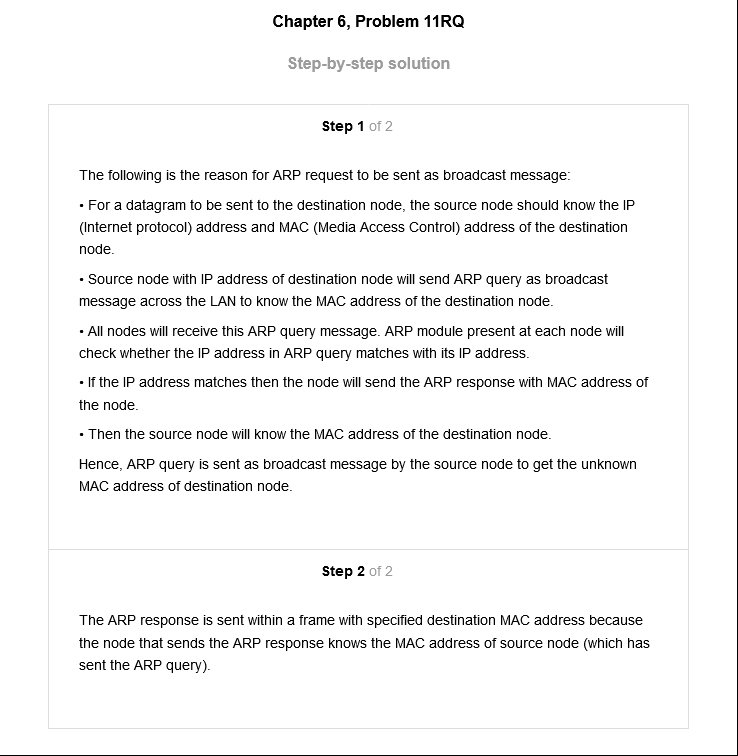 Chapter 6, Problem 11RQ
Step-by-step solution
Step 1 of 2
The following is the reason for ARP request to be sent as broadcast message:
• For a datagram to be sent to the destination node, the source node should know the IP
(Internet protocol) address and MAC (Media Access Control) address of the destination
node.
• Source node with IP address of destination node will send ARP query as broadcast
message across the LAN to know the MAC address of the destination node.
• All nodes will receive this ARP query message. ARP module present at each node will
check whether the IP address in ARP query matches with its IP address.
• If the IP address matches then the node will send the ARP response with MAC address of
the node.
• Then the source node will know the MAC address of the destination node.
Hence, ARP query is sent as broadcast message by the source node to get the unknown
MAC address of destination node.
Step 2 of 2
The ARP response is sent within a frame with specified destination MAC address because
the node that sends the ARP response knows the MAC address of source node (which has
sent the ARP query).